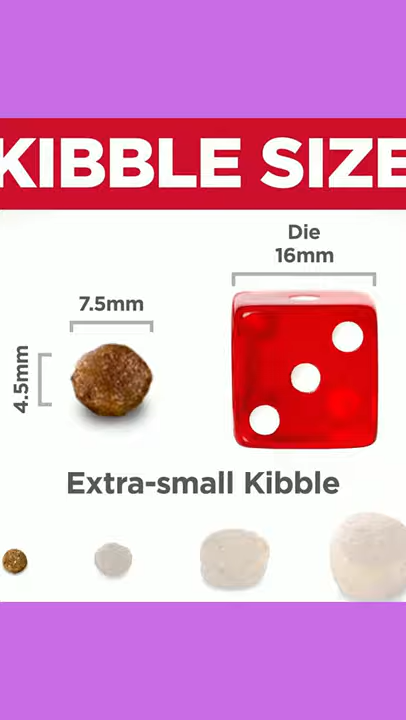 KIBBLE SIZE
Die
16mm
7.5mm
4.5mm
Extra-small Kibble